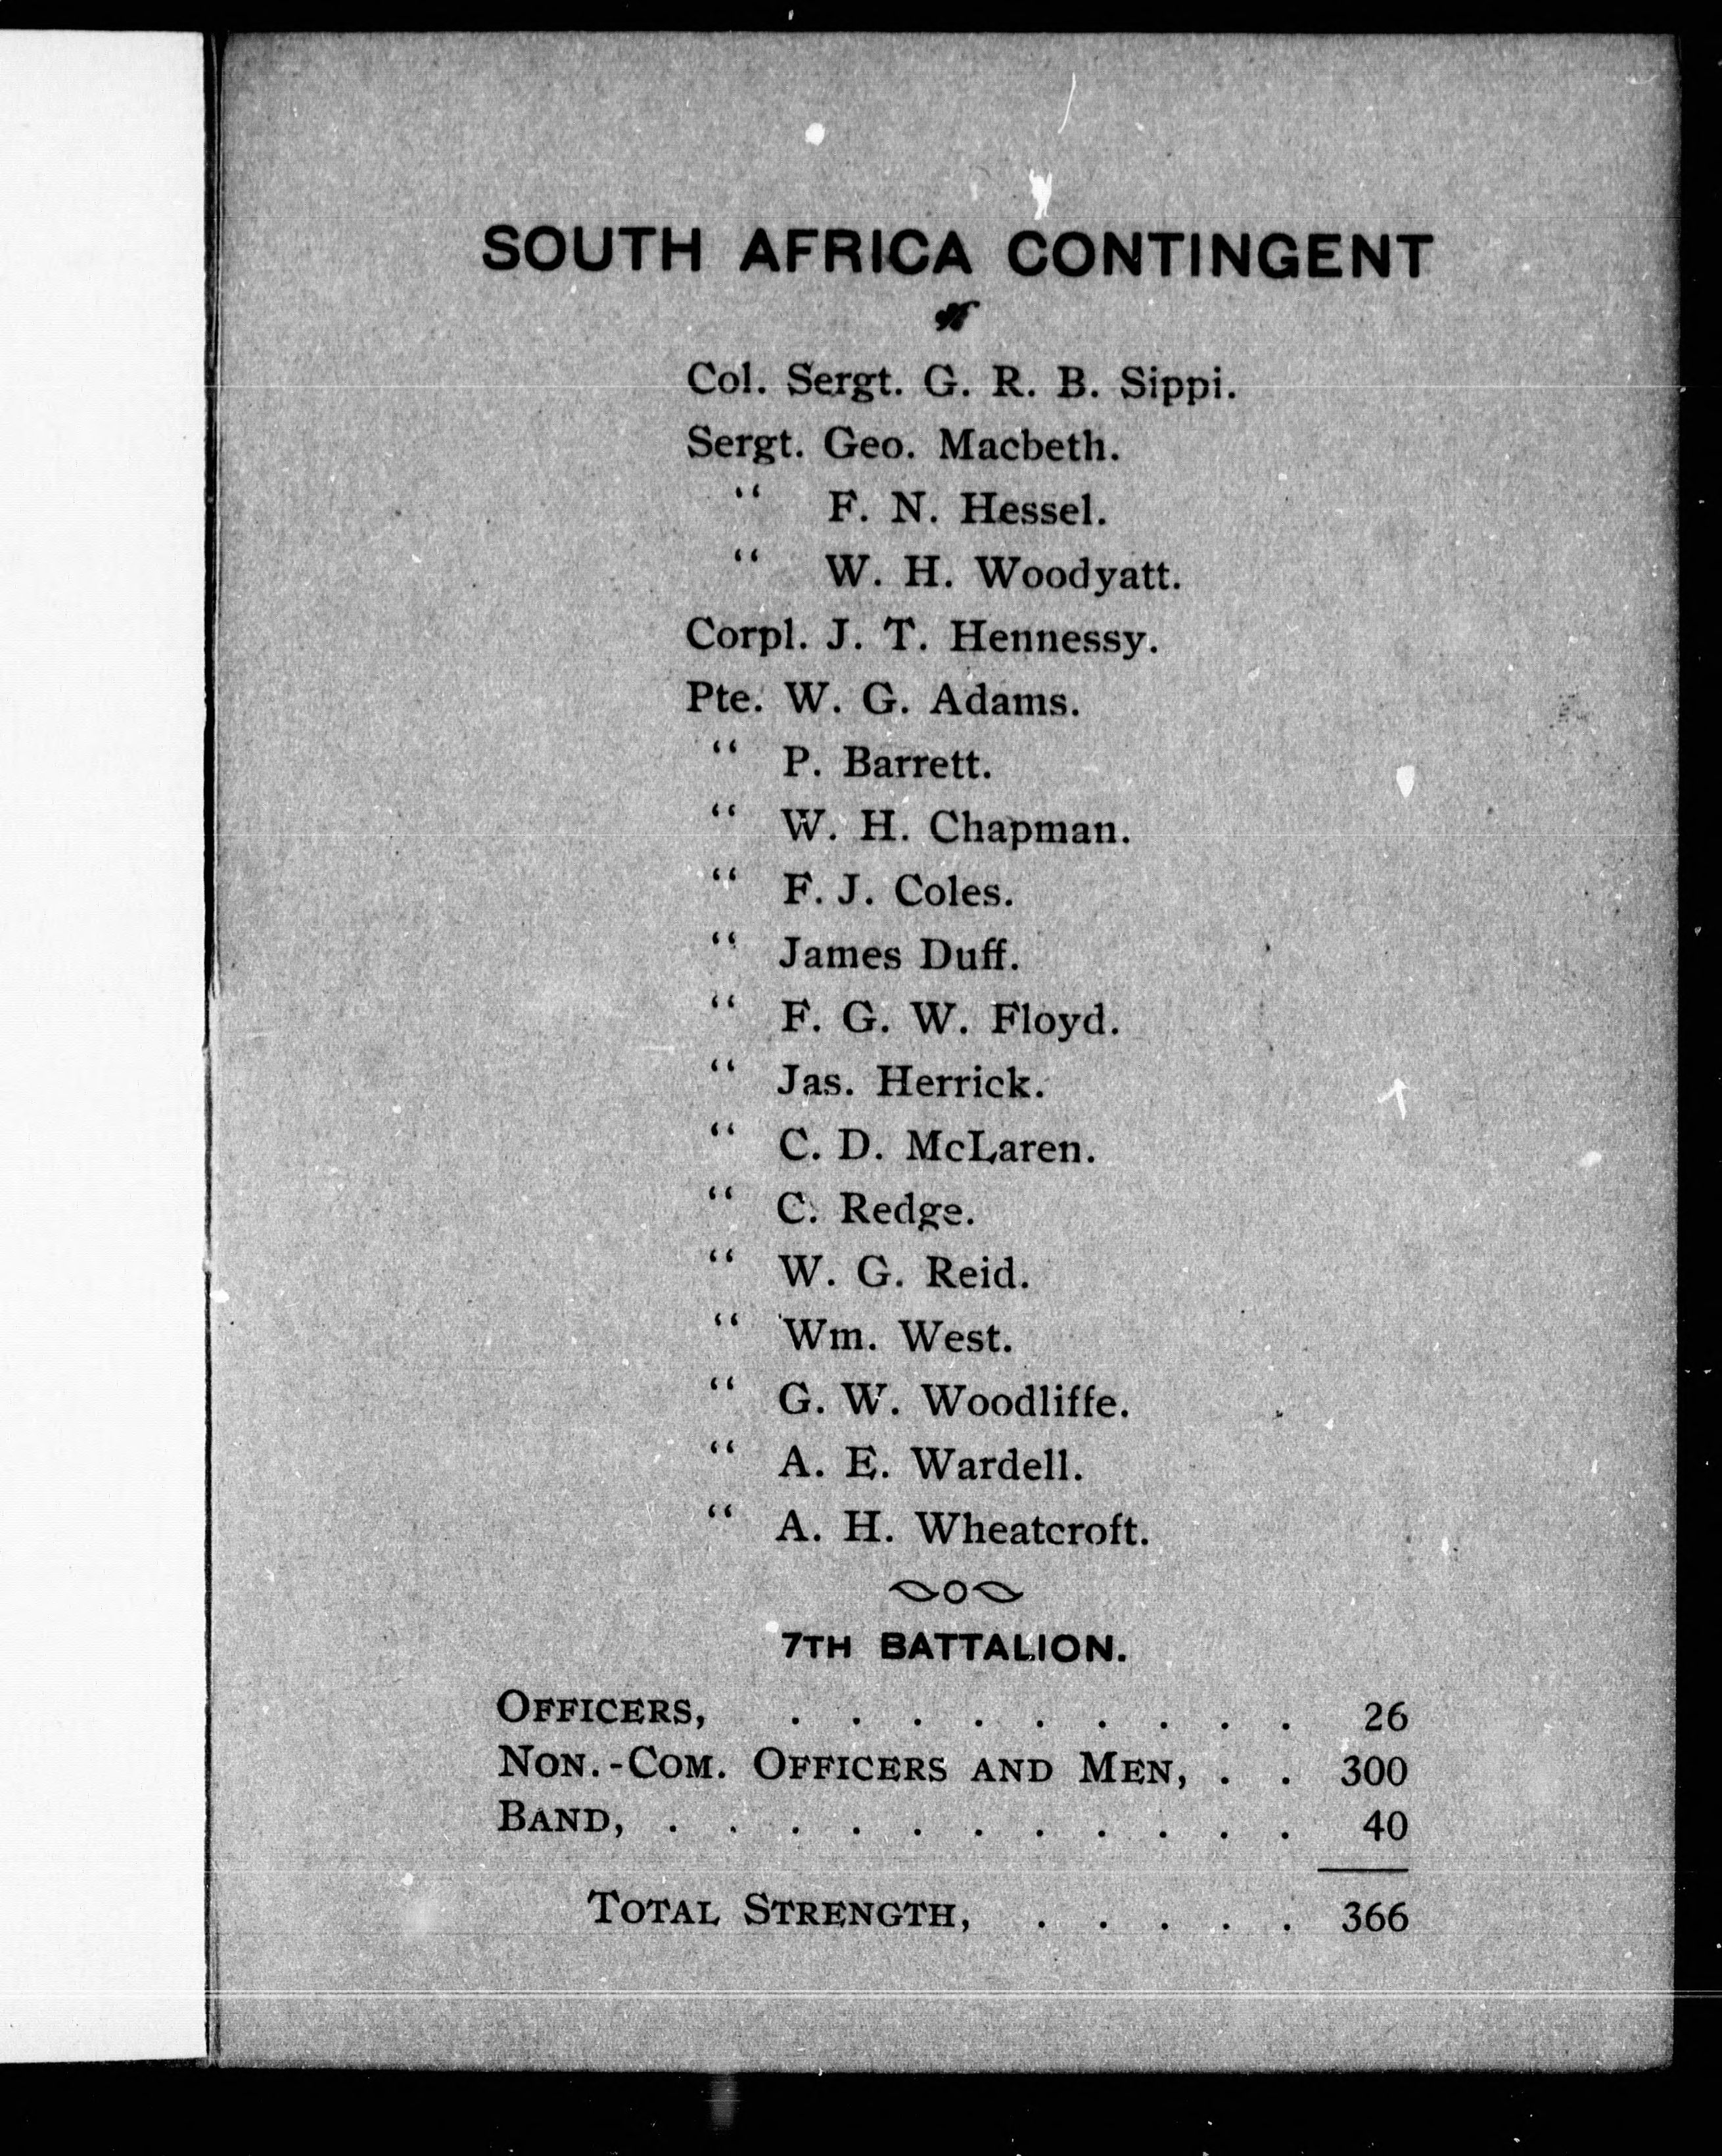 SOUTH AFRICA CONTINGENT
Col. Sergt. G. R. B. Sippi.
Sergt. Geo. Macbeth.
“ F. N. Hessel.
“ W. H. Woodyatt.
Corpl. J. T. Hennessy.
Pte. W. G. Adams.
“ P. Barrett.
“ W. H. Chapman.
“ F. J. Coles.
“ James Duff.
“ F. G. W. Floyd.
“ Jas. Herrick.
“ C. D. McLaren.
“ C. Redge.
“ W. G. Reid.
“ Wm. West.
“ G. W. Woodliffe.
“ A. E. Wardell.
“ A. H. Wheatcroft.
7TH BATTALION.
OFFICERS, . . . . . . . . . 26
NON.-COM. OFFICERS AND MEN, . . 300
BAND, . . . . . . . . . . . 40
TOTAL STRENGTH, . . . . . 366